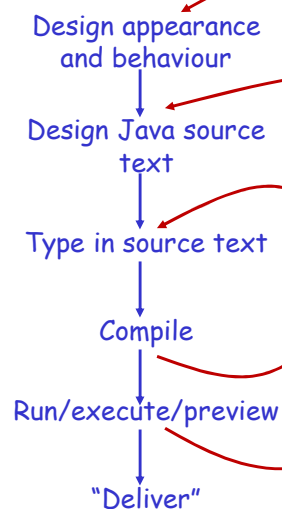 Design appearance
and behaviour
Design Java source
text
Type in source text
Compile
Run/execute/preview
“Deliver”